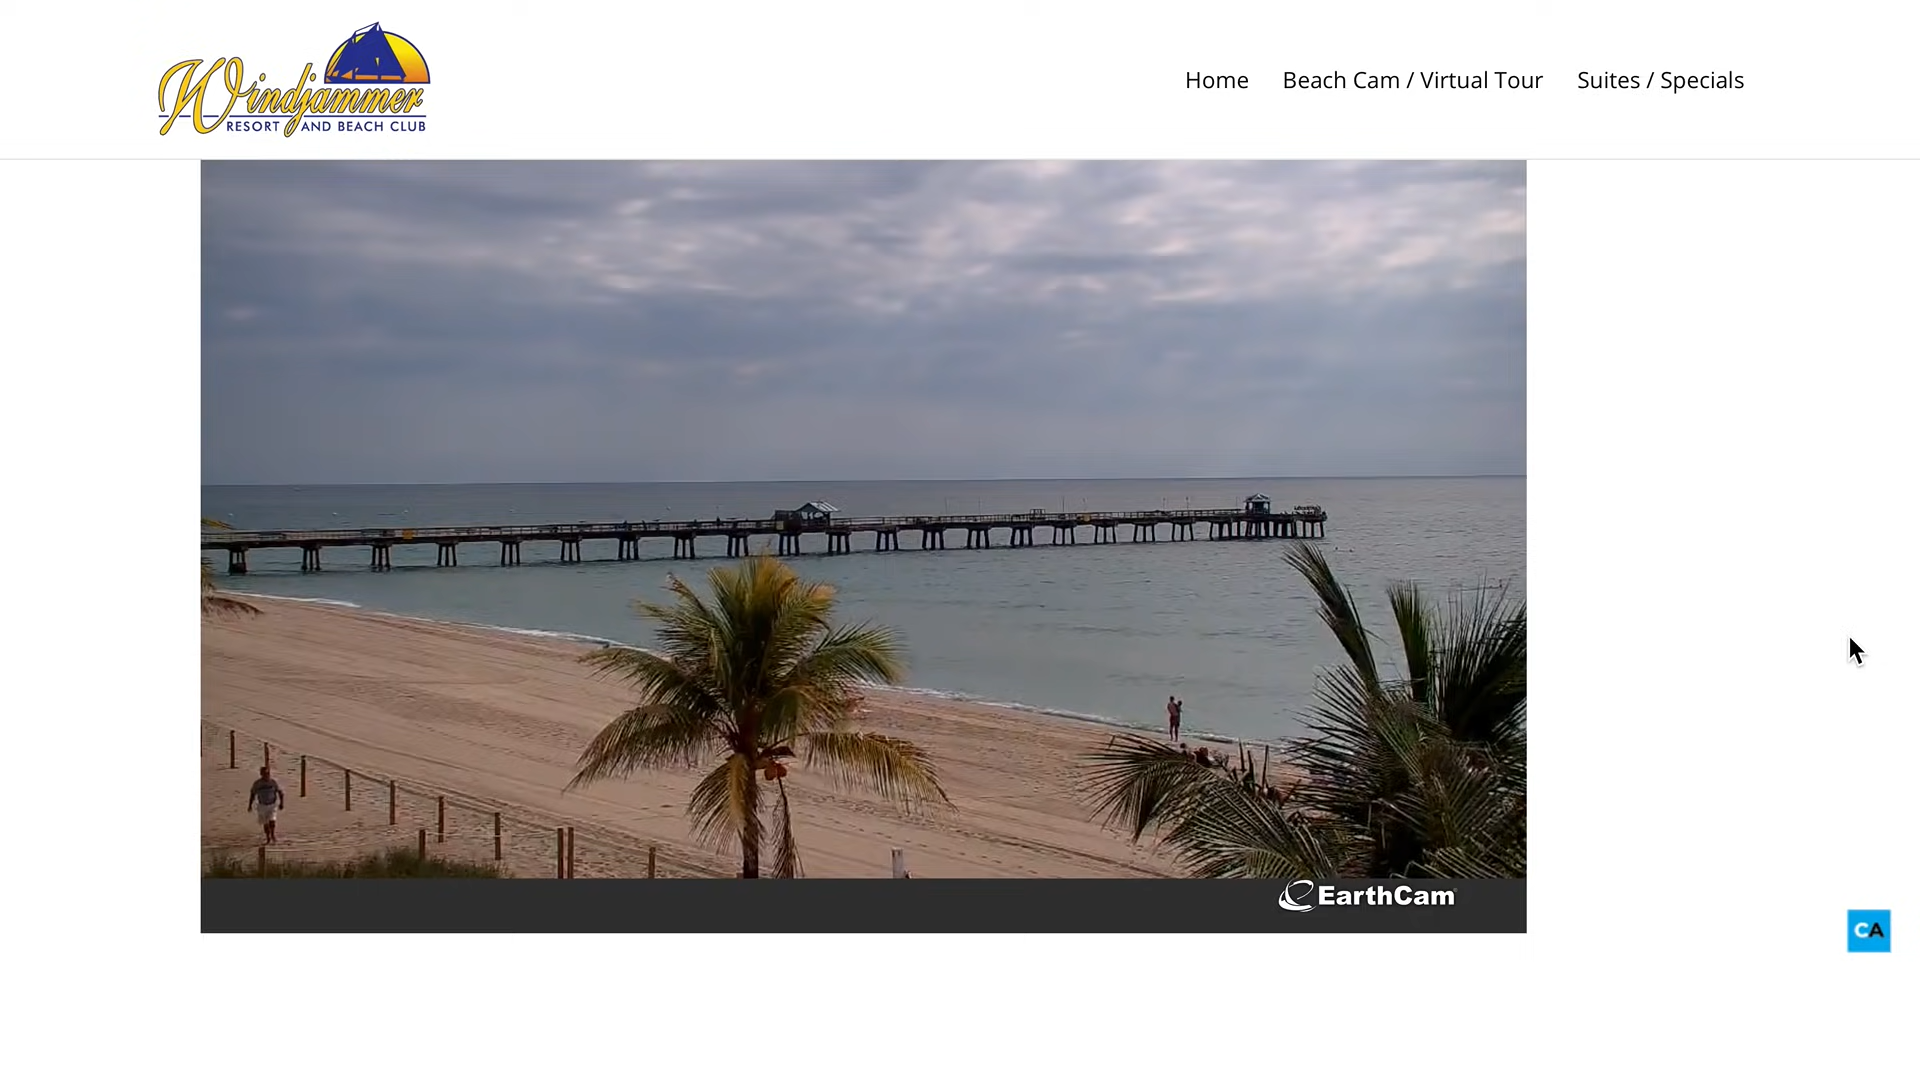 Windjammer
RESORT AND BEACH CLUB
Home
Beach Cam / Virtual Tour
Suites / Specials
EarthCam
CA